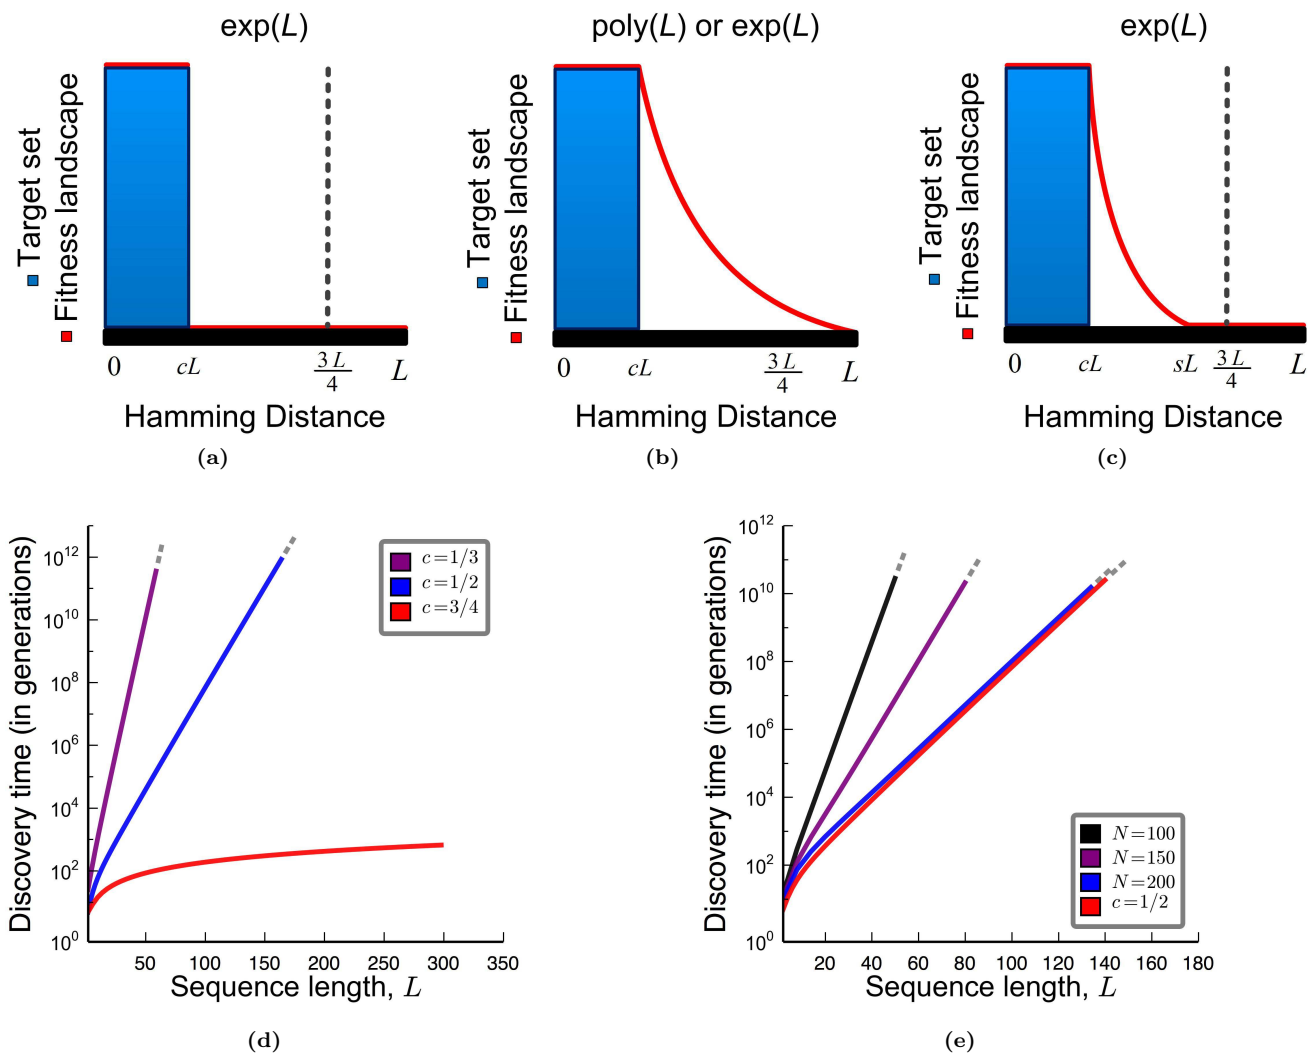 exp(L)
Target set
Fitness landscape
0 cL 3L/4 L
Hamming Distance
(a)
poly(L) or exp(L)
Target set
Fitness landscape
0 cL 3L/4 L
Hamming Distance
(b)
exp(L)
Target set
Fitness landscape
0 cL sL 3L/4 L
Hamming Distance
(c)
Discovery time (in generations)
10^12
10^10
10^8
10^6
10^4
10^2
10^0
c=1/3
c=1/2
c=3/4
50 100 150 200 250 300 350
Sequence length, L
(d)
Discovery time (in generations)
10^12
10^10
10^8
10^6
10^4
10^2
10^0
N=100
N=150
N=200
c=1/2
20 40 60 80 100 120 140 160 180
Sequence length, L
(e)